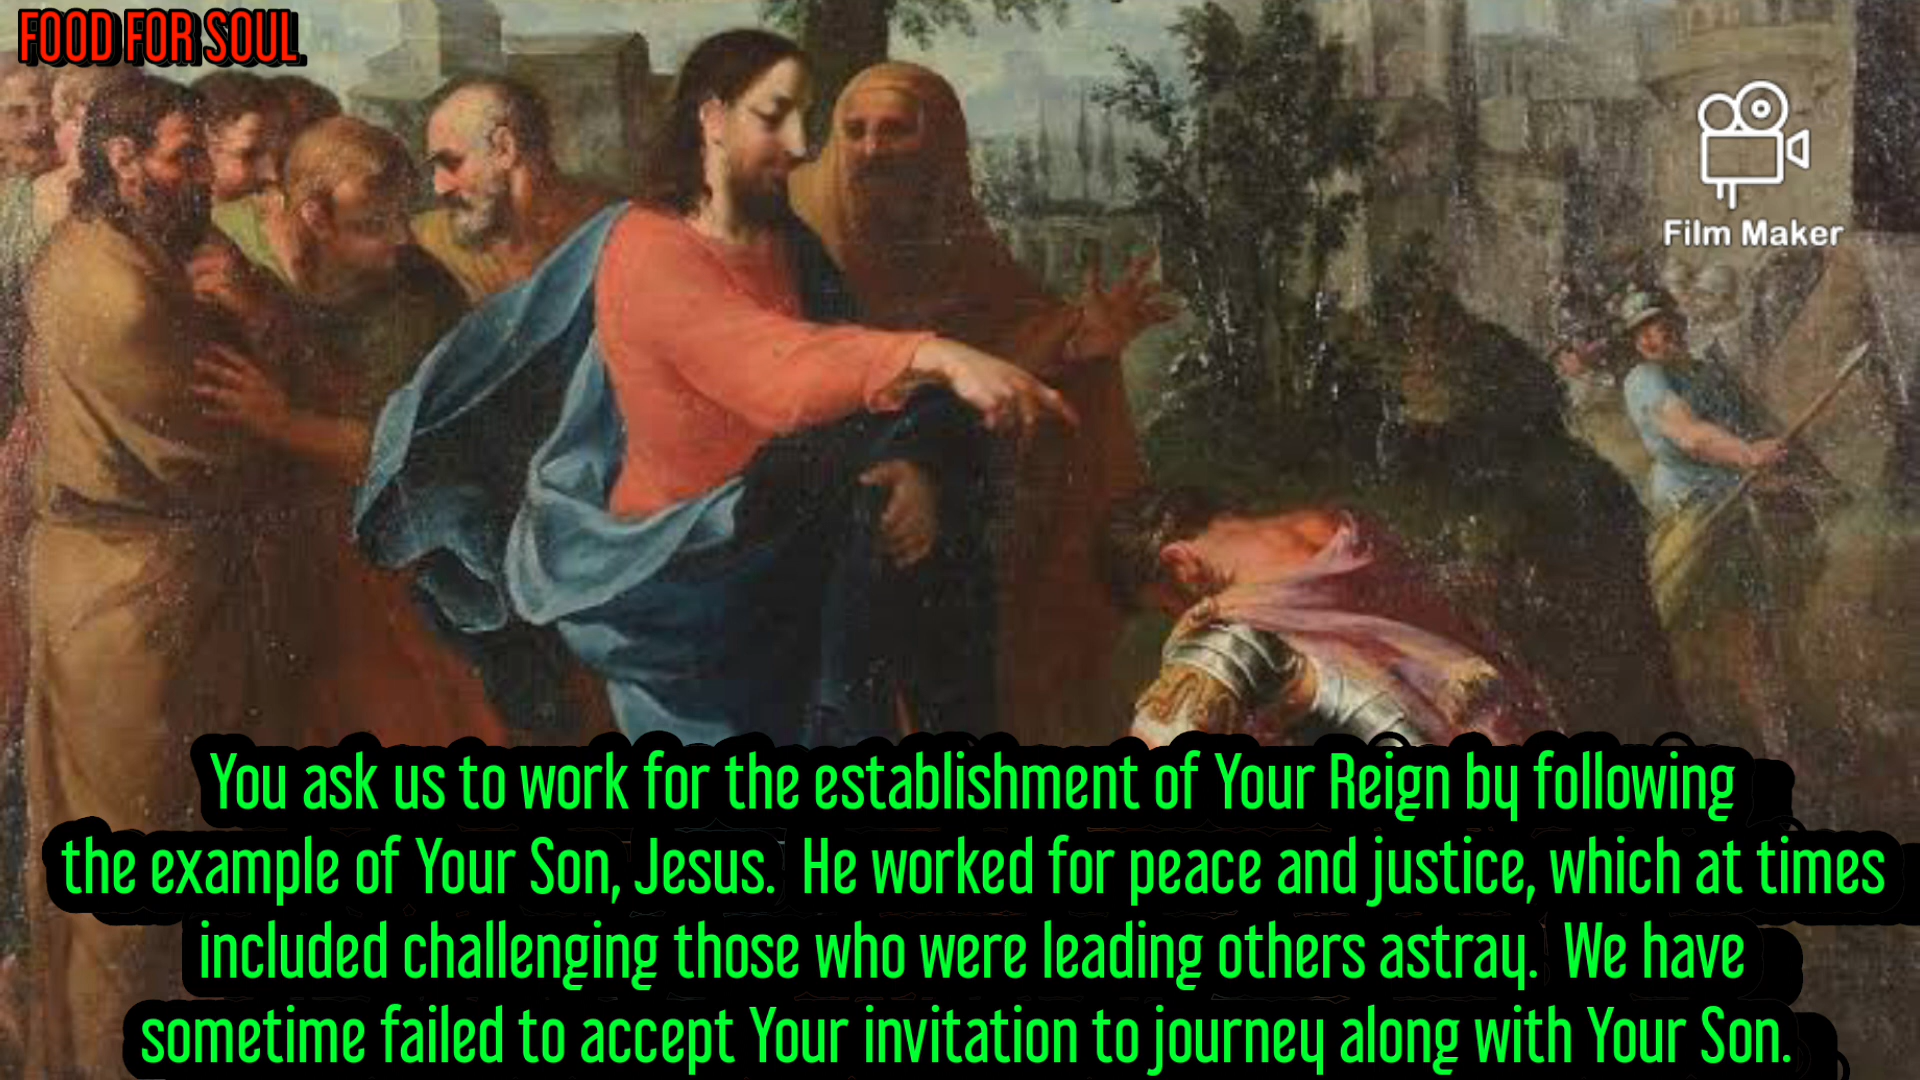 FOOD FOR SOUL
Film Maker
You ask us to work for the establishment of Your Reign by following
the example of Your Son, Jesus.  He worked for peace and justice, which at times
included challenging those who were leading others astray.  We have
sometime failed to accept Your invitation to journey along with Your Son.